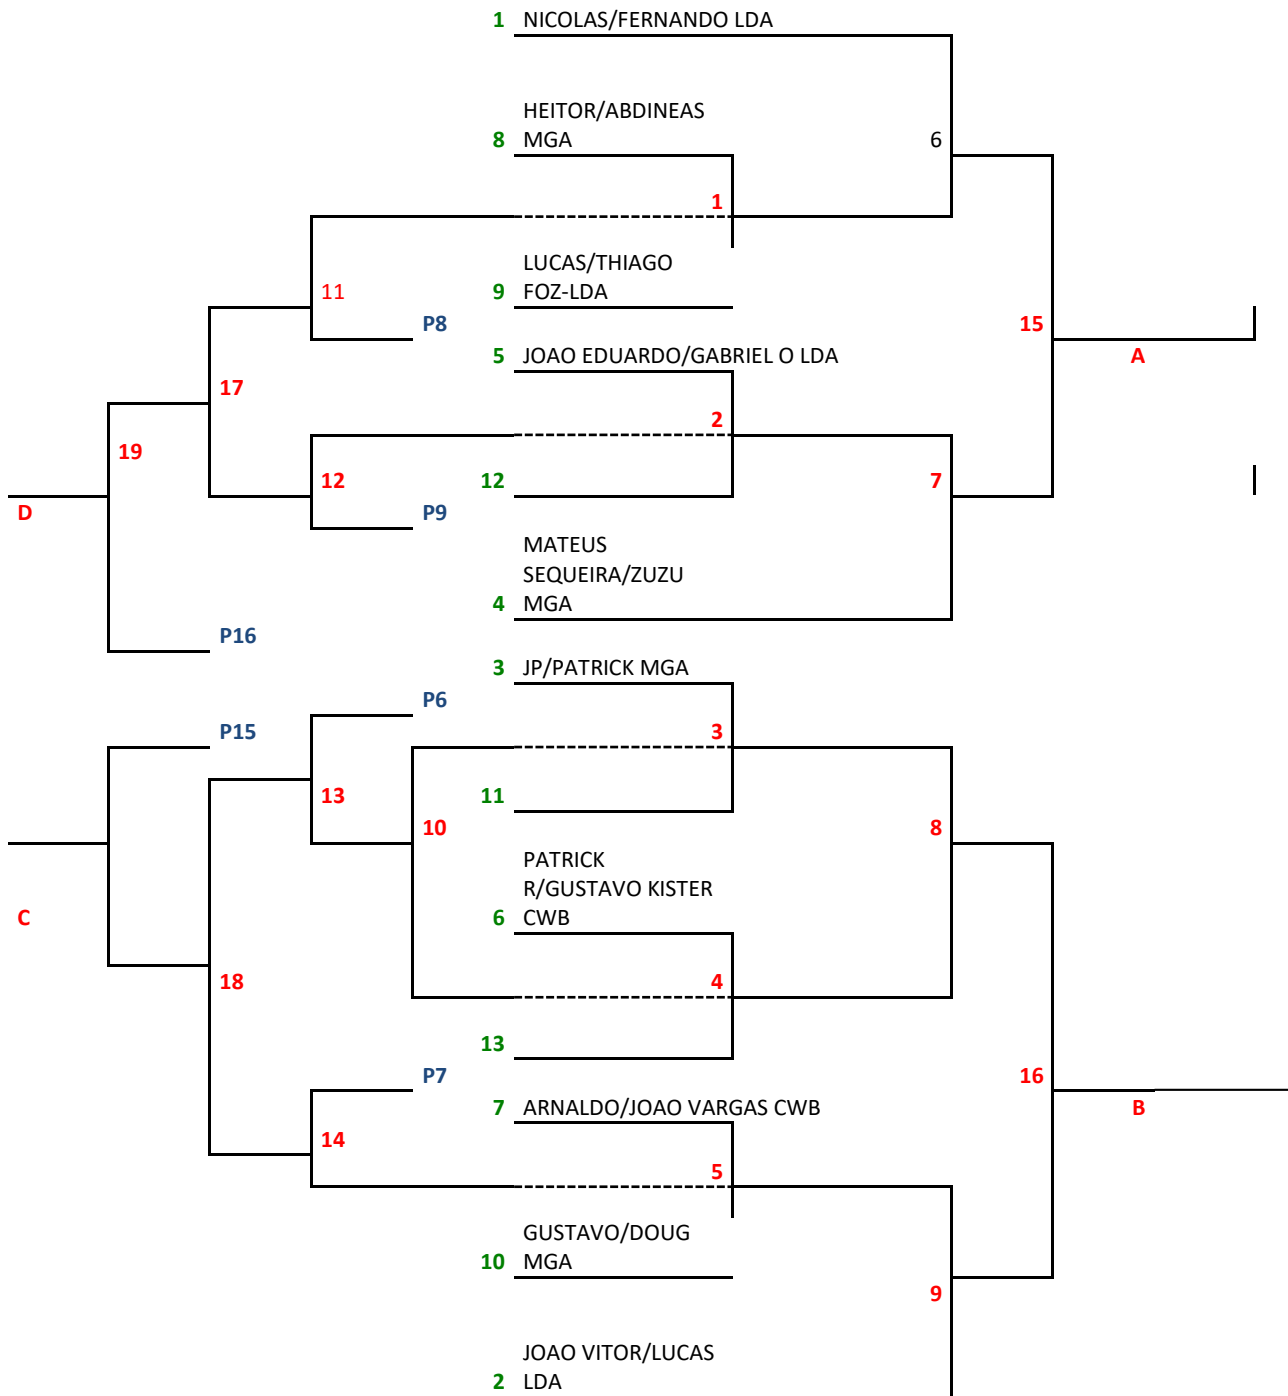 1 NICOLAS/FERNANDO LDA
HEITOR/ABDINEAS
8 MGA
6
1
LUCAS/THIAGO
11
9 FOZ-LDA
P8
15
5 JOAO EDUARDO/GABRIEL O LDA
A
17
2
19
12
12
7
D
P9
MATEUS
SEQUEIRA/ZUZU
4 MGA
P16
3 JP/PATRICK MGA
P6
P15
3
13
11
10
8
PATRICK
R/GUSTAVO KISTER
C
6 CWB
18
4
13
P7
16
7 ARNALDO/JOAO VARGAS CWB
B
14
5
GUSTAVO/DOUG
10 MGA
9
JOAO VITOR/LUCAS
2 LDA